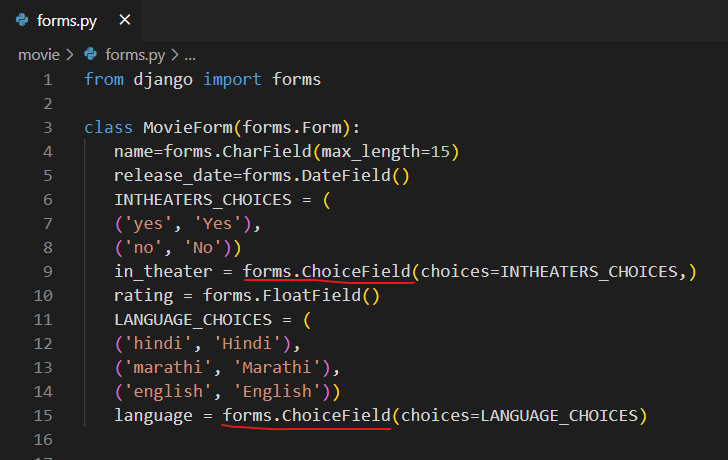 forms.py ×
movie > forms.py > ...
1 from django import forms
2
3 class MovieForm(forms.Form):
4 name=forms.CharField(max_length=15)
5 release_date=forms.DateField()
6 INTHEATERS_CHOICES = (
7 ('yes', 'Yes'),
8 ('no', 'No'))
9 in_theater = forms.ChoiceField(choices=INTHEATERS_CHOICES,)
10 rating = forms.FloatField()
11 LANGUAGE_CHOICES = (
12 ('hindi', 'Hindi'),
13 ('marathi', 'Marathi'),
14 ('english', 'English'))
15 language = forms.ChoiceField(choices=LANGUAGE_CHOICES)
16